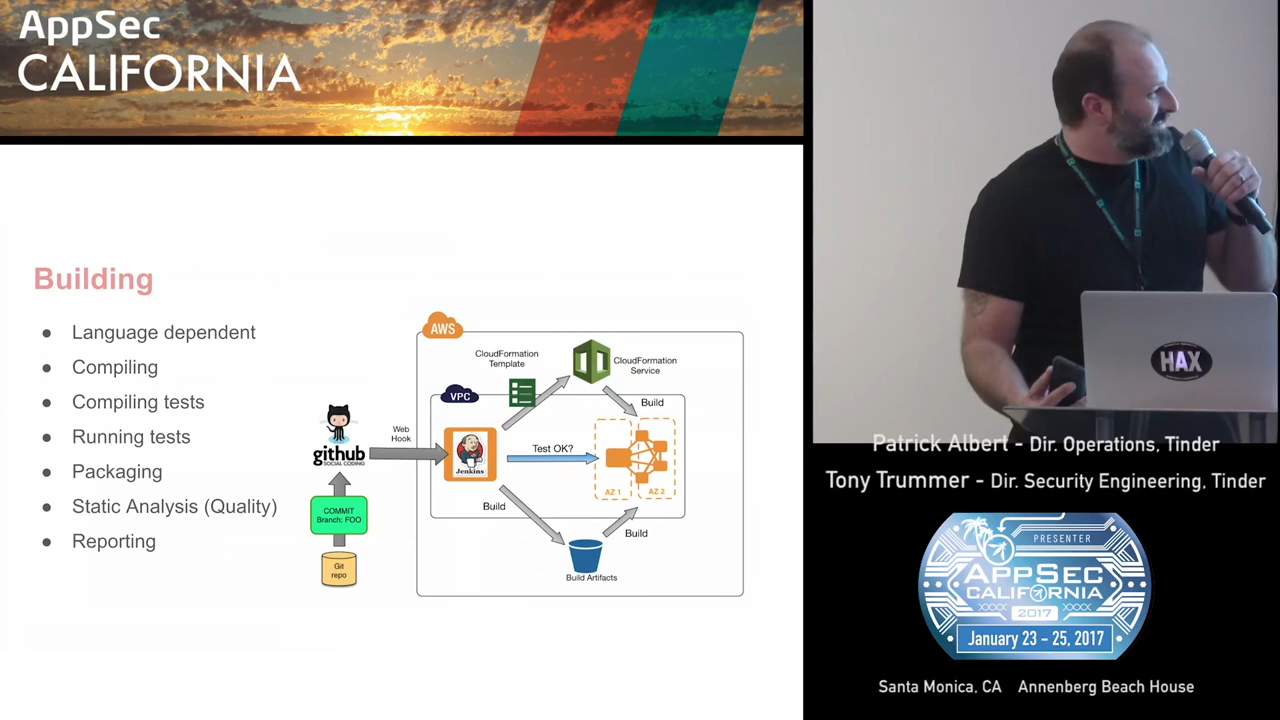 AppSec
CALIFORNIA
Building
● Language dependent
● Compiling
● Compiling tests
● Running tests
● Packaging
● Static Analysis (Quality)
● Reporting
AWS
CloudFormation
Template
CloudFormation
Service
VPC
Build
github
SOCIAL CODING
Web
Hook
Jenkins
Test OK?
AZ 1
AZ 2
Build
COMMIT
Branch: FOO
Build
Git
repo
Build Artifacts
HAX
Patrick Albert - Dir. Operations, Tinder
Tony Trummer - Dir. Security Engineering, Tinder
PRESENTER
APPSEC
CALIFORNIA
2017
January 23 - 25, 2017
Santa Monica, CA Annenberg Beach House